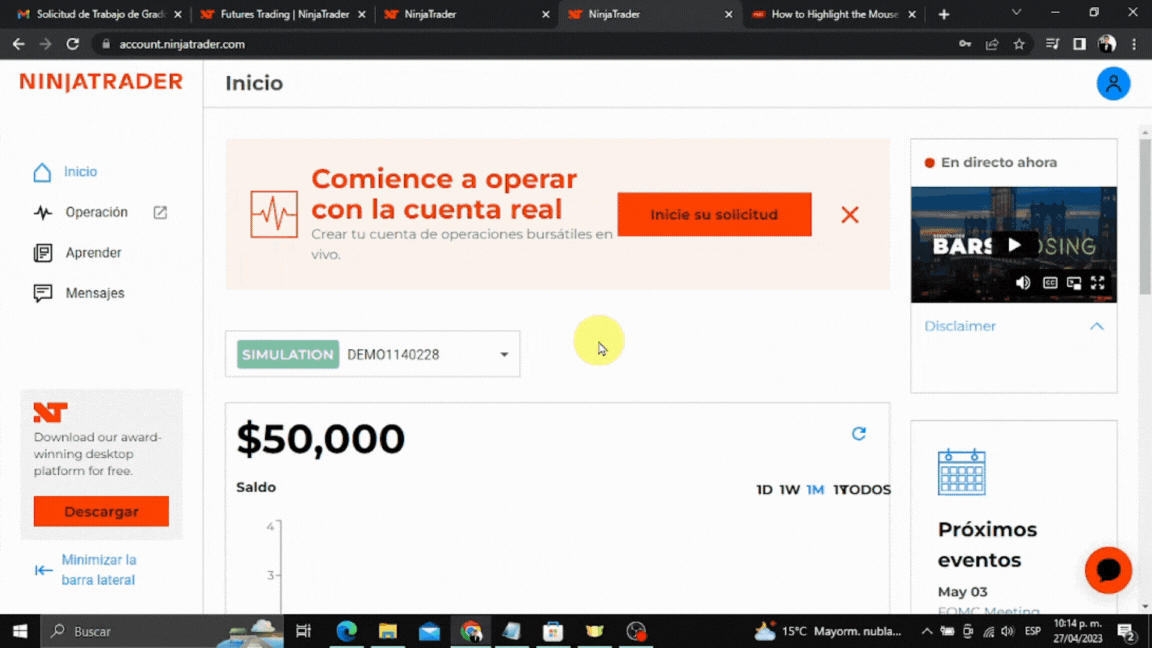 Solicitud de Trabajo de Grad
Futures Trading | NinjaTrader
NinjaTrader
NinjaTrader
How to Highlight the Mouse
account.ninjatrader.com
NINJATRADER
Inicio
Inicio
Operación
Aprender
Mensajes
Comience a operar
con la cuenta real
Crear tu cuenta de operaciones bursátiles en
vivo.
Inicie su solicitud
En directo ahora
BARS
OSING
CC
Disclaimer
SIMULATION DEMO1140228
$50,000
Saldo
1D 1W 1M 1Y TODOS
4
3
NT
Download our award-
winning desktop
platform for free.
Descargar
Minimizar la
barra lateral
Próximos
eventos
May 03
FOMC Meeting
Buscar
15°C Mayorm. nubla...
ESP
10:14 p. m.
27/04/2023
2